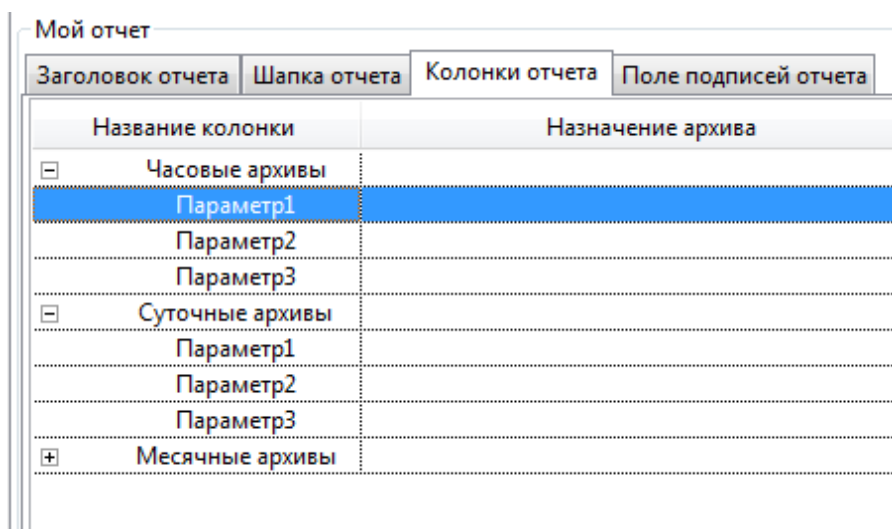 Мой отчет
Заголовок отчета Шапка отчета Колонки отчета Поле подписей отчета
Название колонки Назначение архива
Часовые архивы
Параметр1
Параметр2
Параметр3
Суточные архивы
Параметр1
Параметр2
Параметр3
Месячные архивы